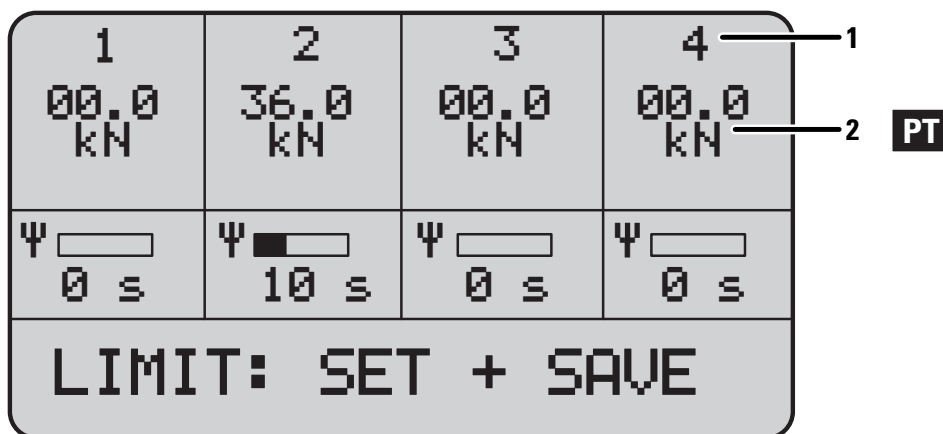 1 2 3 4 1
00.0 36.0 00.0 00.0
kN kN kN kN 2 PT
0 s 10 s 0 s 0 s
LIMIT: SET + SAVE